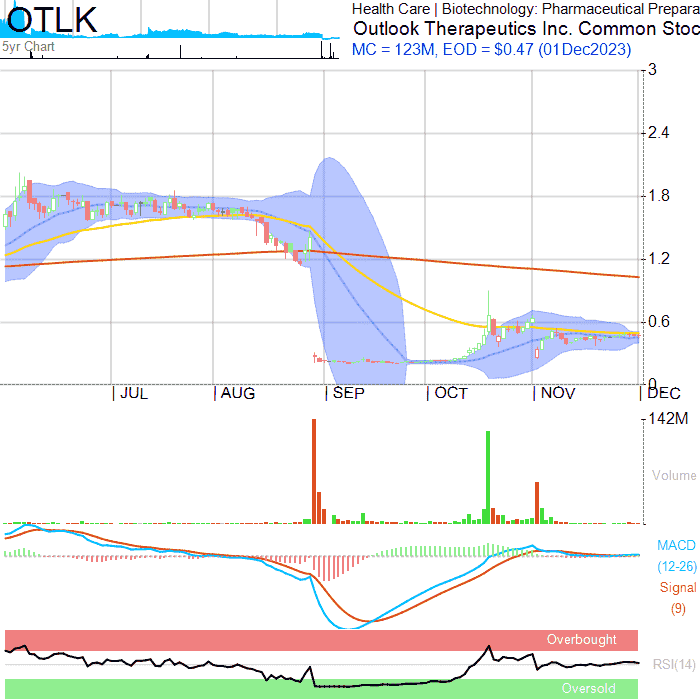 OTLK
5yr Chart
Health Care | Biotechnology: Pharmaceutical Prepara
Outlook Therapeutics Inc. Common Stoc
MC = 123M, EOD = $0.47 (01Dec2023)
3
2.4
1.8
1.2
0.6
0
JUL
AUG
SEP
OCT
NOV
DEC
142M
Volume
MACD
(12-26)
Signal
(9)
Overbought
RSI(14)
Oversold